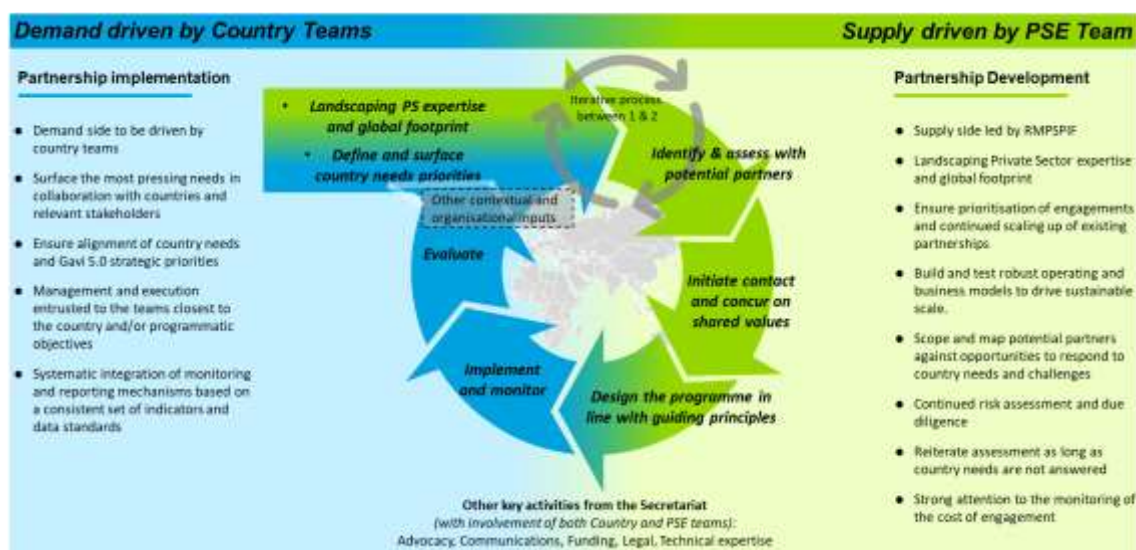 Demand driven by Country Teams
Supply driven by PSE Team
Partnership implementation
● Demand side to be driven by
country teams
● Surface the most pressing needs in
collaboration with countries and
relevant stakeholders
● Ensure alignment of country needs
and Gavi 5.0 strategic priorities
● Management and execution
entrusted to the teams closest to
the country and/or programmatic
objectives
● Systematic integration of monitoring
and reporting mechanisms based on
a consistent set of indicators and
data standards
• Landscaping PS expertise
and global footprint
• Define and surface
country needs priorities
Iterative process
between 1 & 2
Identify & assess with
potential partners
Other contextual and
organisational inputs
Initiate contact
and concur on
shared values
Design the programme in
line with guiding principles
Implement
and monitor
Evaluate
Other key activities from the Secretariat
(with involvement of both Country and PSE teams):
Advocacy, Communications, Funding, Legal, Technical expertise
Partnership Development
● Supply side led by RMPSPIF
● Landscaping Private Sector expertise
and global footprint
● Ensure prioritisation of engagements
and continued scaling up of existing
partnerships
● Build and test robust operating and
business models to drive sustainable
scale.
● Scope and map potential partners
against opportunities to respond to
country needs and challenges
● Continued risk assessment and due
diligence
● Reiterate assessment as long as
country needs are not answered
● Strong attention to the monitoring of
the cost of engagement